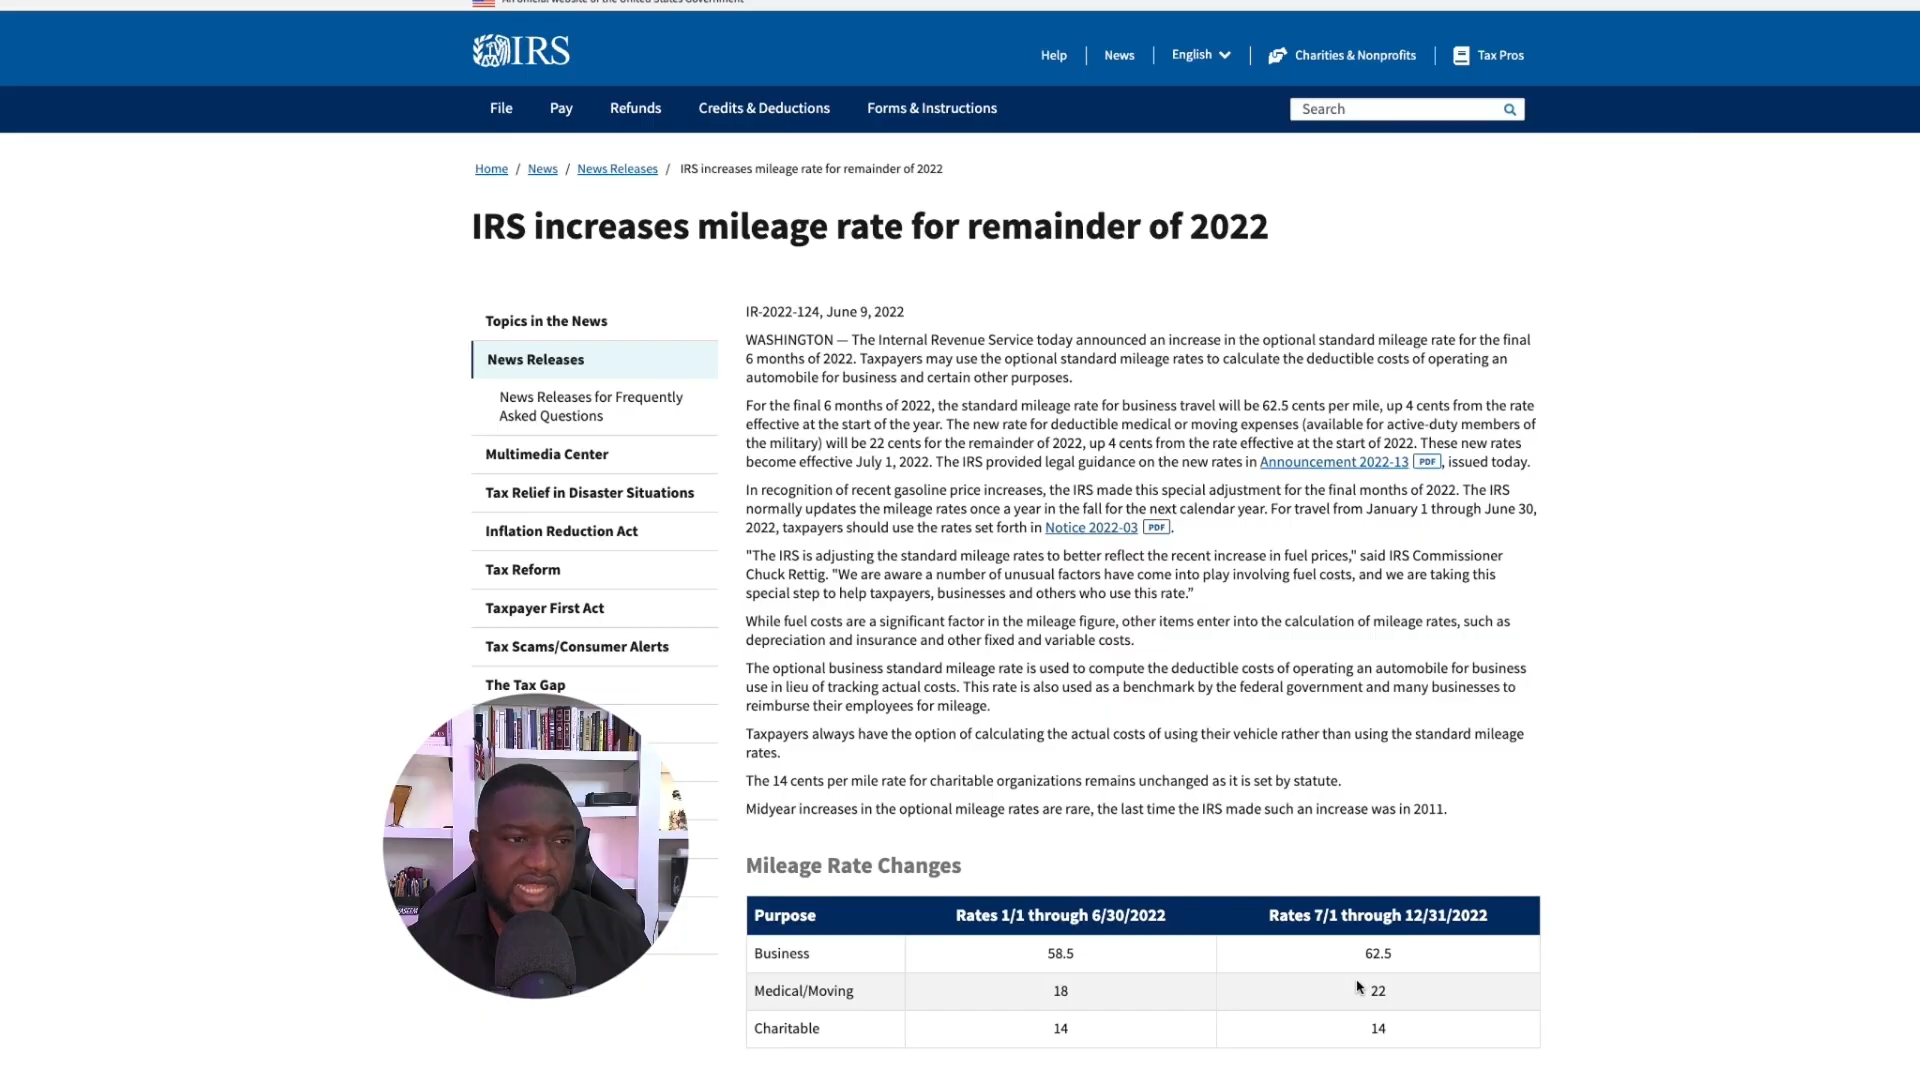 An official website of the United States Government
IRS
Help
News
English
Charities & Nonprofits
Tax Pros
File
Pay
Refunds
Credits & Deductions
Forms & Instructions
Search
Home / News / News Releases / IRS increases mileage rate for remainder of 2022
IRS increases mileage rate for remainder of 2022
Topics in the News
News Releases
News Releases for Frequently
Asked Questions
Multimedia Center
Tax Relief in Disaster Situations
Inflation Reduction Act
Tax Reform
Taxpayer First Act
Tax Scams/Consumer Alerts
The Tax Gap
IR-2022-124, June 9, 2022
WASHINGTON — The Internal Revenue Service today announced an increase in the optional standard mileage rate for the final
6 months of 2022. Taxpayers may use the optional standard mileage rates to calculate the deductible costs of operating an
automobile for business and certain other purposes.
For the final 6 months of 2022, the standard mileage rate for business travel will be 62.5 cents per mile, up 4 cents from the rate
effective at the start of the year. The new rate for deductible medical or moving expenses (available for active-duty members of
the military) will be 22 cents for the remainder of 2022, up 4 cents from the rate effective at the start of 2022. These new rates
become effective July 1, 2022. The IRS provided legal guidance on the new rates in Announcement 2022-13 PDF, issued today.
In recognition of recent gasoline price increases, the IRS made this special adjustment for the final months of 2022. The IRS
normally updates the mileage rates once a year in the fall for the next calendar year. For travel from January 1 through June 30,
2022, taxpayers should use the rates set forth in Notice 2022-03 PDF.
"The IRS is adjusting the standard mileage rates to better reflect the recent increase in fuel prices," said IRS Commissioner
Chuck Rettig. "We are aware a number of unusual factors have come into play involving fuel costs, and we are taking this
special step to help taxpayers, businesses and others who use this rate.”
While fuel costs are a significant factor in the mileage figure, other items enter into the calculation of mileage rates, such as
depreciation and insurance and other fixed and variable costs.
The optional business standard mileage rate is used to compute the deductible costs of operating an automobile for business
use in lieu of tracking actual costs. This rate is also used as a benchmark by the federal government and many businesses to
reimburse their employees for mileage.
Taxpayers always have the option of calculating the actual costs of using their vehicle rather than using the standard mileage
rates.
The 14 cents per mile rate for charitable organizations remains unchanged as it is set by statute.
Midyear increases in the optional mileage rates are rare, the last time the IRS made such an increase was in 2011.
Mileage Rate Changes
Purpose Rates 1/1 through 6/30/2022 Rates 7/1 through 12/31/2022
Business 58.5 62.5
Medical/Moving 18 22
Charitable 14 14